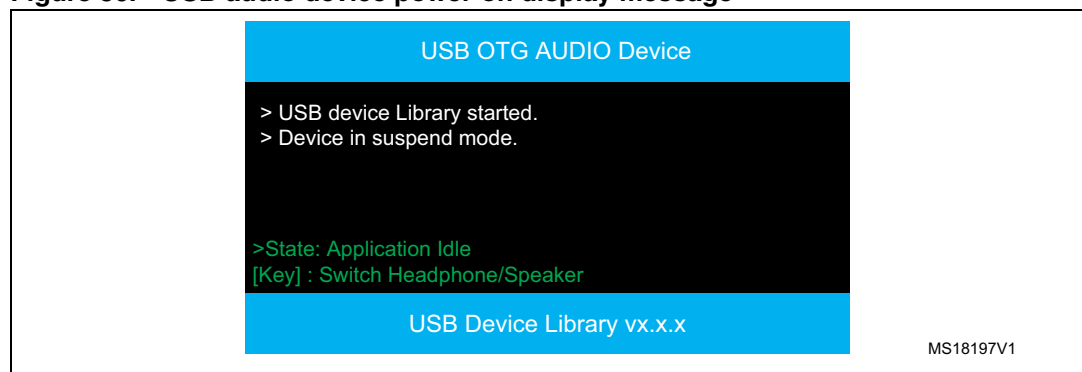 USB OTG AUDIO Device
> USB device Library started.
> Device in suspend mode.
>State: Application Idle
[Key] : Switch Headphone/Speaker
USB Device Library vx.x.x
MS18197V1